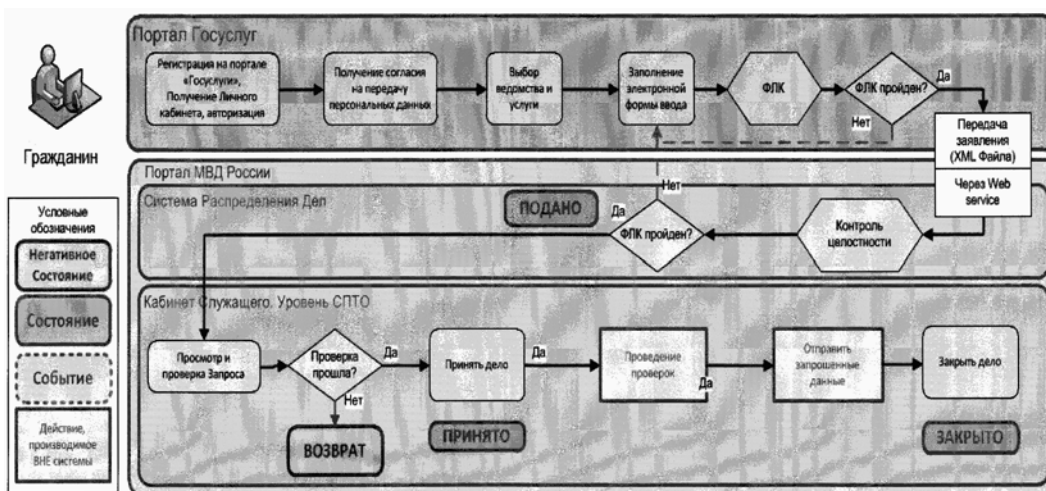 Портал Госуслуг
Регистрация на портале
«Госуслуги»,
Получение Личного
кабинета, авторизация
Получение согласия
на передачу
персональных данных
Выбор
ведомства и
услуги
Заполнение
электронной
формы ввода
ФЛК
ФЛК пройден?
Да
Нет
Передача
заявления
(XML Файла)
Через Web
service
Гражданин
Портал МВД России
Система Распределения Дел
ПОДАНО
Да
Нет
ФЛК пройден?
Контроль
целостности
Условные
обозначения
Негативное
Состояние
Состояние
Событие
Действие,
производимое
ВНЕ системы
Кабинет Служащего. Уровень СПТО
Просмотр и
проверка Запроса
Проверка
прошла?
Да
Нет
ВОЗВРАТ
Принять дело
Да
ПРИНЯТО
Проведение
проверок
Да
Отправить
запрошенные
данные
Закрыть дело
ЗАКРЫТО